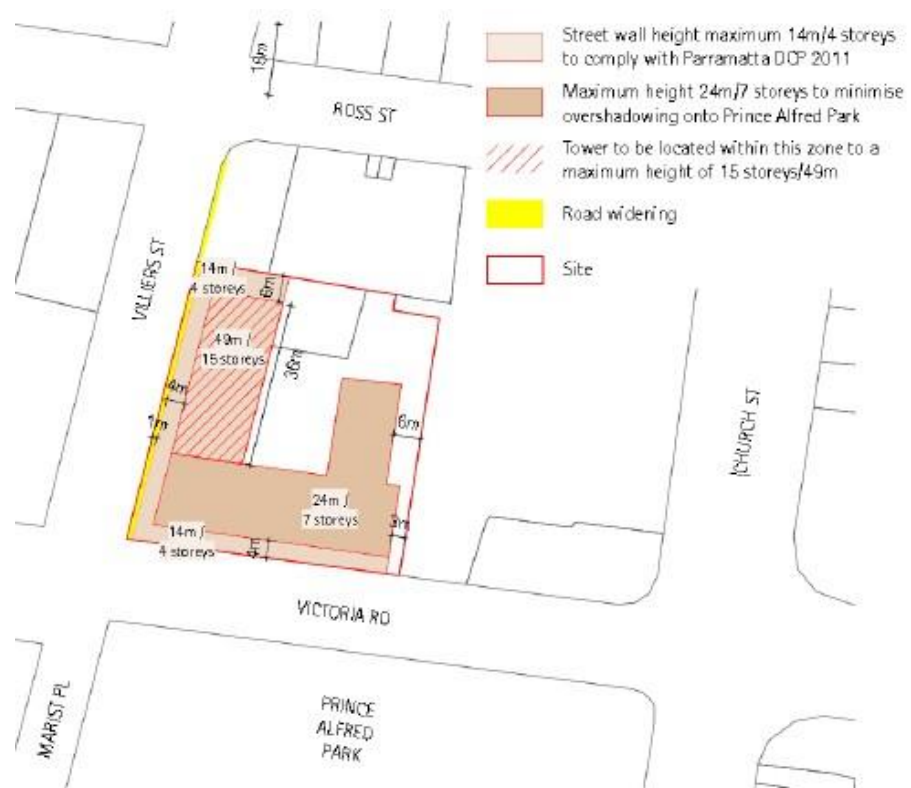 Street wall height maximum 14m/4 storeys
to comply with Parramatta DCP 2011
Maximum height 24m/7 storeys to minimise
overshadowing onto Prince Alfred Park
Tower to be located within this zone to a
maximum height of 15 storeys/49m
Road widening
Site
18m
ROSS ST
VILLIERS ST
14m /
4 storeys
6m
49m /
15 storeys
36m
4m
1m
6m
CHURCH ST
24m /
7 storeys
3m
14m /
4 storeys
4m
VICTORIA RD
MARIST PL
PRINCE
ALFRED
PARK